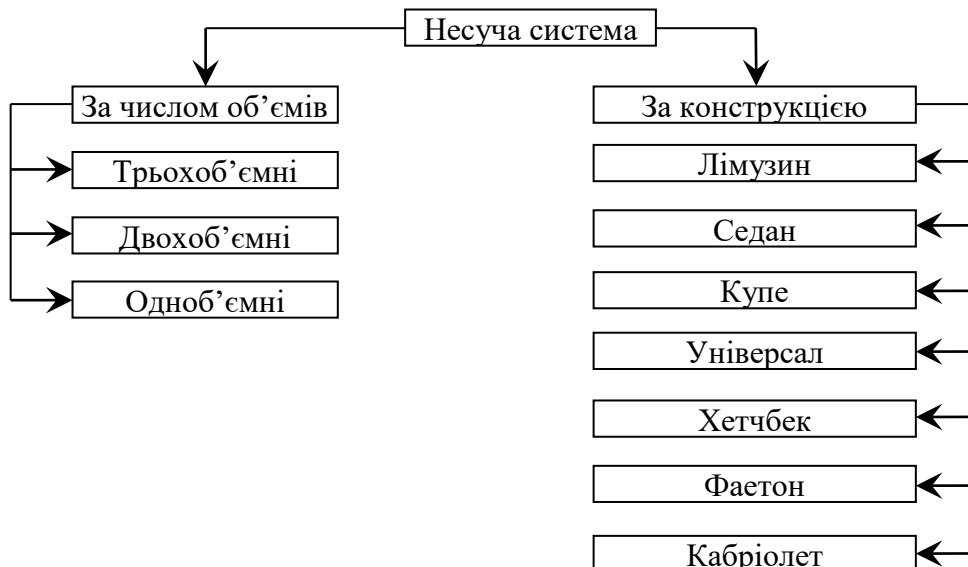 Несуча система
За числом об’ємів
Трьохоб’ємні
Двохоб’ємні
Одноб’ємні
За конструкцією
Лімузин
Седан
Купе
Універсал
Хетчбек
Фаетон
Кабріолет